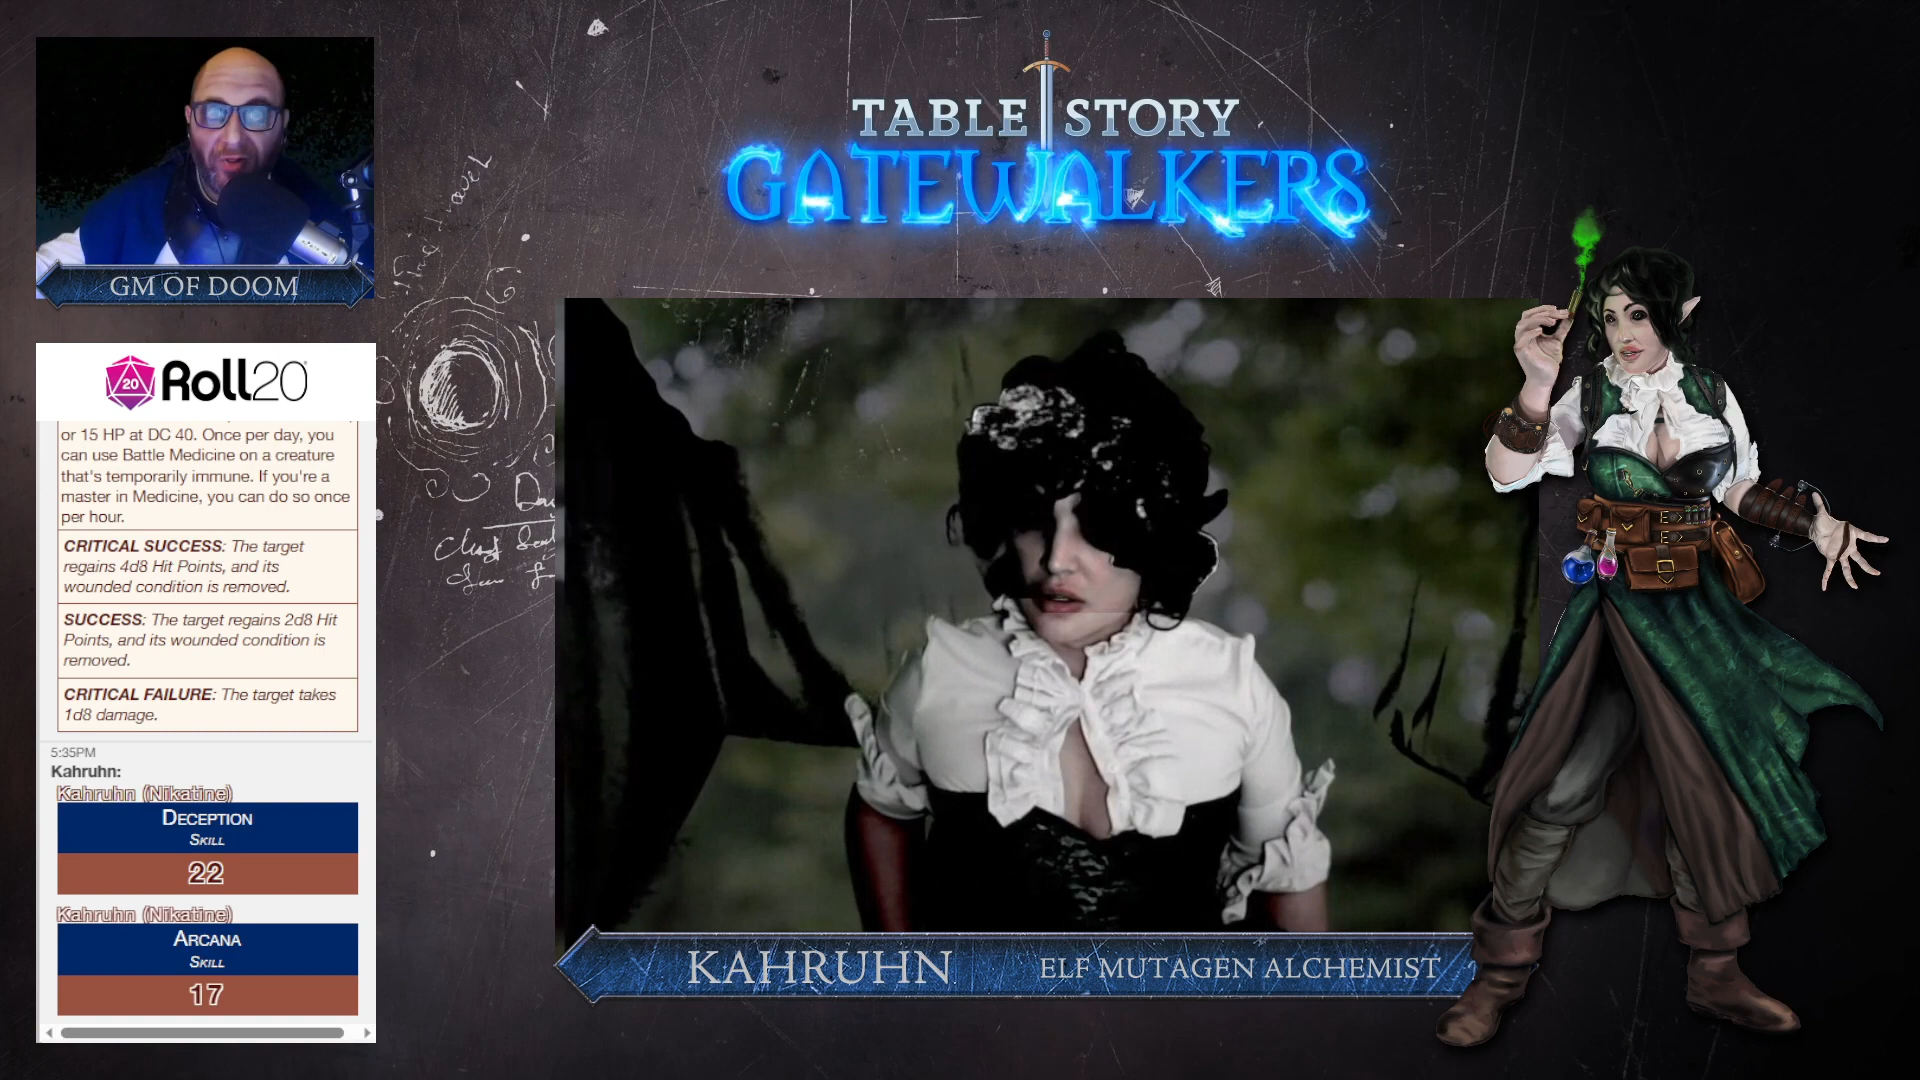 TABLE STORY
GATEWALKERS
GM OF DOOM
20 Roll20
or 15 HP at DC 40. Once per day, you
can use Battle Medicine on a creature
that's temporarily immune. If you're a
master in Medicine, you can do so once
per hour.
CRITICAL SUCCESS: The target
regains 4d8 Hit Points, and its
wounded condition is removed.
SUCCESS: The target regains 2d8 Hit
Points, and its wounded condition is
removed.
CRITICAL FAILURE: The target takes
1d8 damage.
5:35PM
Kahruhn:
Kahruhn (Nikatine)
DECEPTION
SKILL
22
Kahruhn (Nikatine)
ARCANA
SKILL
17
KAHRUHN ELF MUTAGEN ALCHEMIST